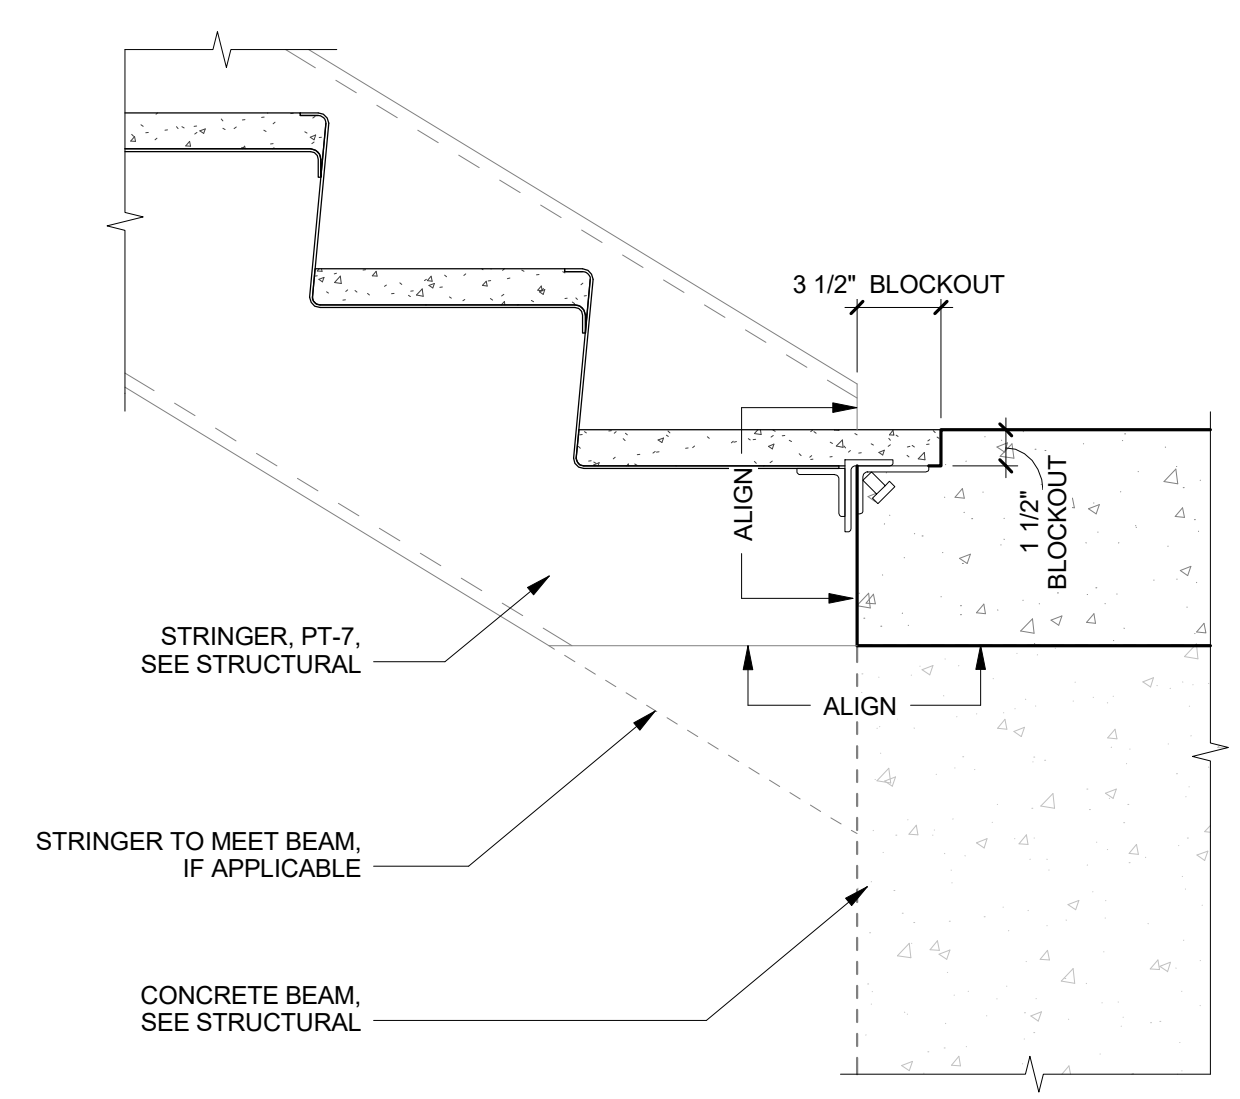 3 1/2" BLOCKOUT
ALIGN
1 1/2"
BLOCKOUT
STRINGER, PT-7,
SEE STRUCTURAL
ALIGN
STRINGER TO MEET BEAM,
IF APPLICABLE
CONCRETE BEAM,
SEE STRUCTURAL